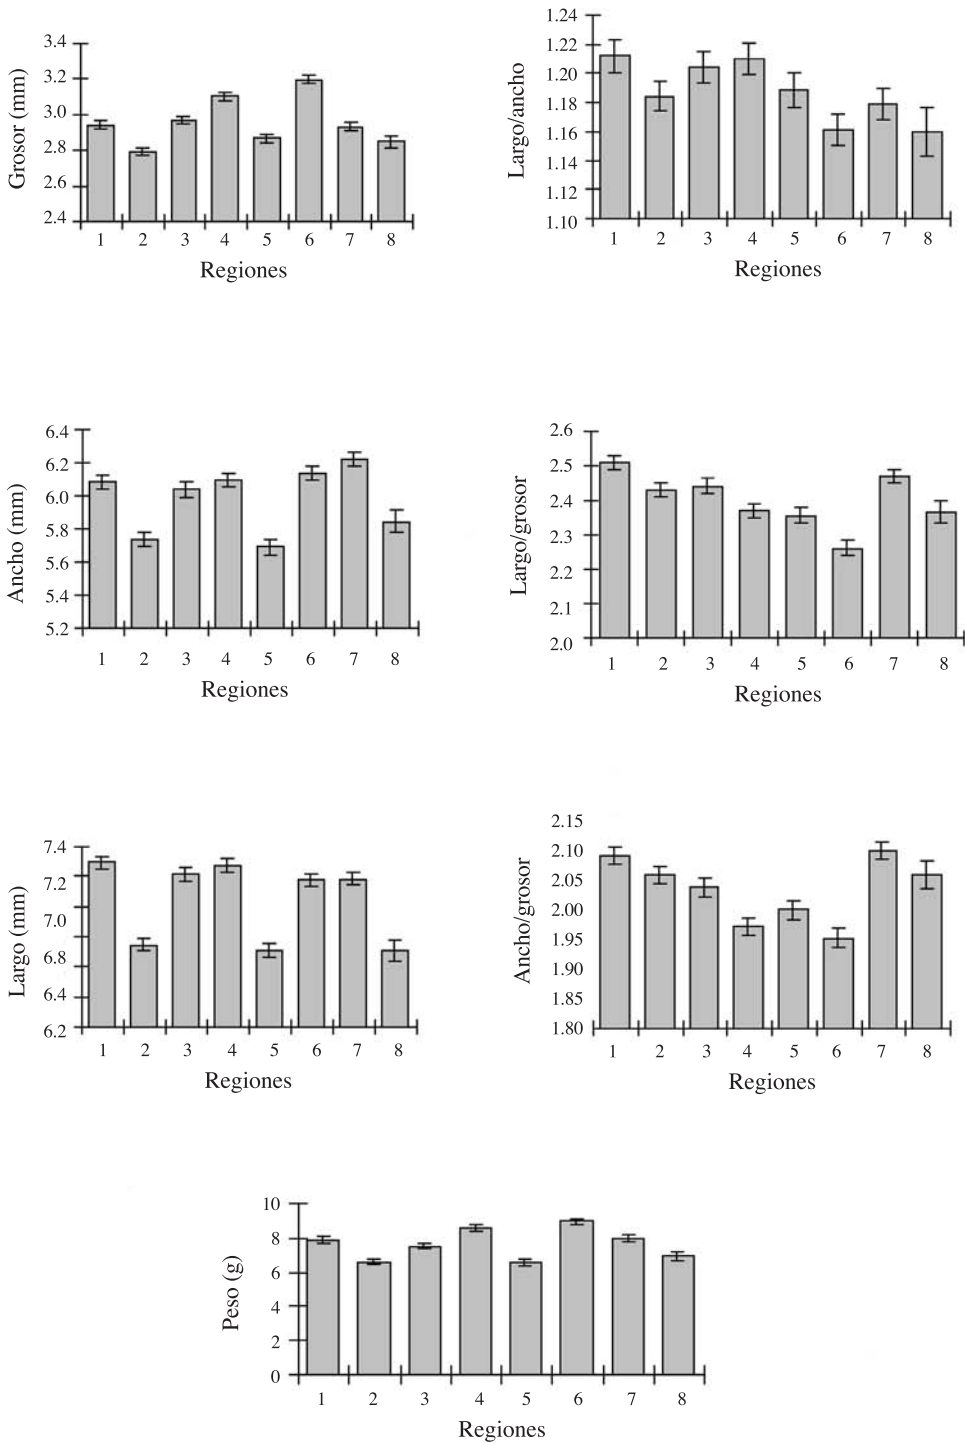 Grosor (mm)
3.4
3.2
3.0
2.8
2.6
2.4
1 2 3 4 5 6 7 8
Regiones
Largo/ancho
1.24
1.22
1.20
1.18
1.16
1.14
1.12
1.10
1 2 3 4 5 6 7 8
Regiones
Ancho (mm)
6.4
6.2
6.0
5.8
5.6
5.4
5.2
1 2 3 4 5 6 7 8
Regiones
Largo/grosor
2.6
2.5
2.4
2.3
2.2
2.1
2.0
1 2 3 4 5 6 7 8
Regiones
Largo (mm)
7.4
7.2
7.0
6.8
6.4
6.2
1 2 3 4 5 6 7 8
Regiones
Ancho/grosor
2.15
2.10
2.05
2.00
1.95
1.90
1.85
1.80
1 2 3 4 5 6 7 8
Regiones
Peso (g)
10
8
6
4
2
0
1 2 3 4 5 6 7 8
Regiones